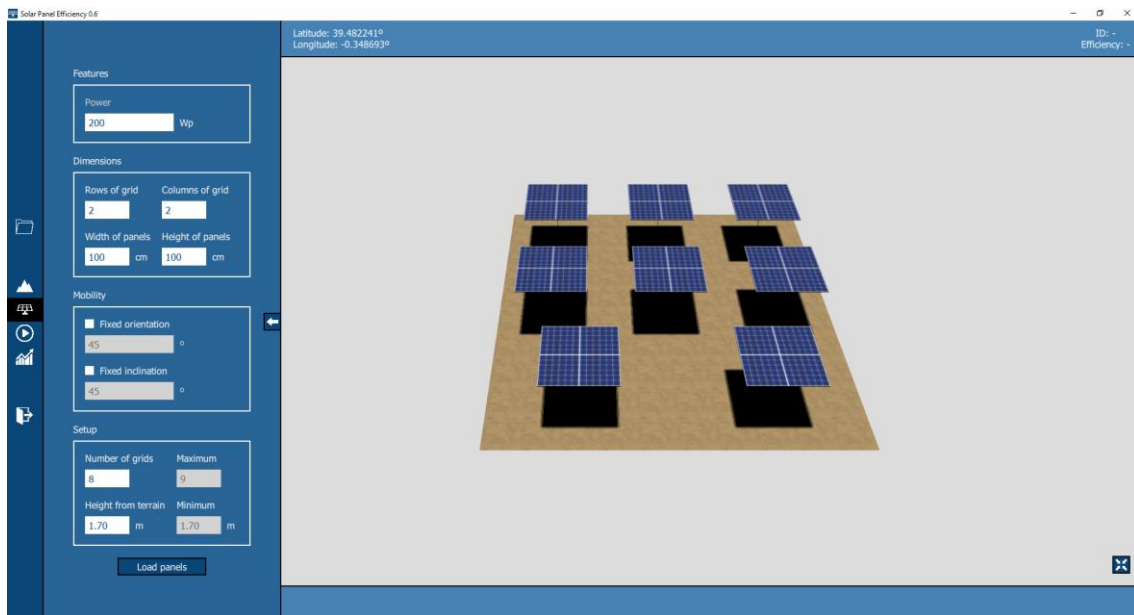 Solar Panel Efficiency 0.6
Latitude: 39.482241º
Longitude: -0.348693º
ID: -
Efficiency: -
Features
Power
200 Wp
Dimensions
Rows of grid Columns of grid
2 2
Width of panels Height of panels
100 cm 100 cm
Mobility
Fixed orientation
45 º
Fixed inclination
45 º
Setup
Number of grids Maximum
8 9
Height from terrain Minimum
1.70 m 1.70 m
Load panels